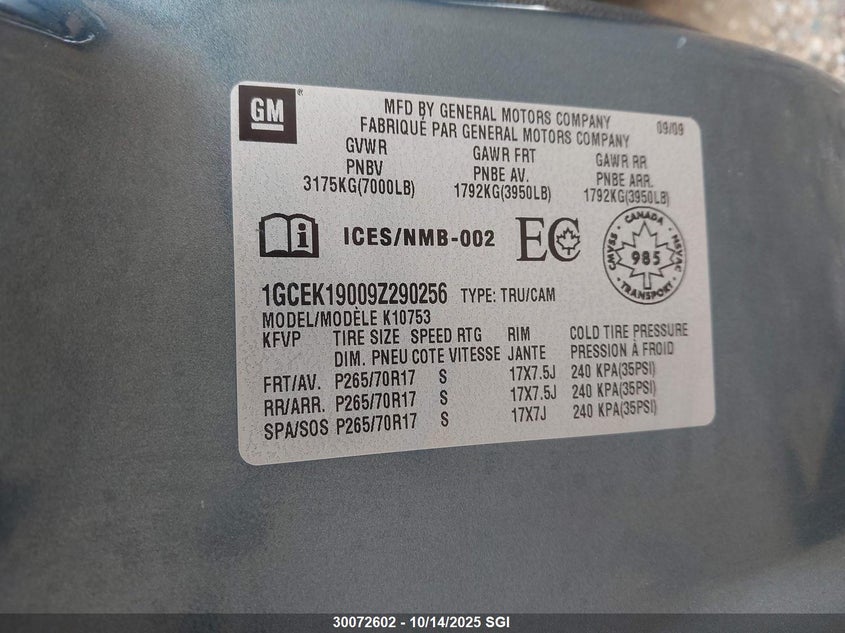 GM
MFD BY GENERAL MOTORS COMPANY
FABRIQUÉ PAR GENERAL MOTORS COMPANY
09/09
GVWR GAWR FRT GAWR RR
PNBV PNBE AV. PNBE ARR.
3175KG(7000LB) 1792KG(3950LB) 1792KG(3950LB)
ICES/NMB-002 EC
CANADA
CMVSS 985 NSVAC
TRANSPORT
1GCEK19009Z290256 TYPE: TRU/CAM
MODEL/MODÈLE K10753
KFVP TIRE SIZE SPEED RTG RIM COLD TIRE PRESSURE
DIM. PNEU COTE VITESSE JANTE PRESSION À FROID
FRT/AV. P265/70R17 S 17X7.5J 240 KPA(35PSI)
RR/ARR. P265/70R17 S 17X7.5J 240 KPA(35PSI)
SPA/SOS P265/70R17 S 17X7J 240 KPA(35PSI)
30072602 - 10/14/2025 SGI